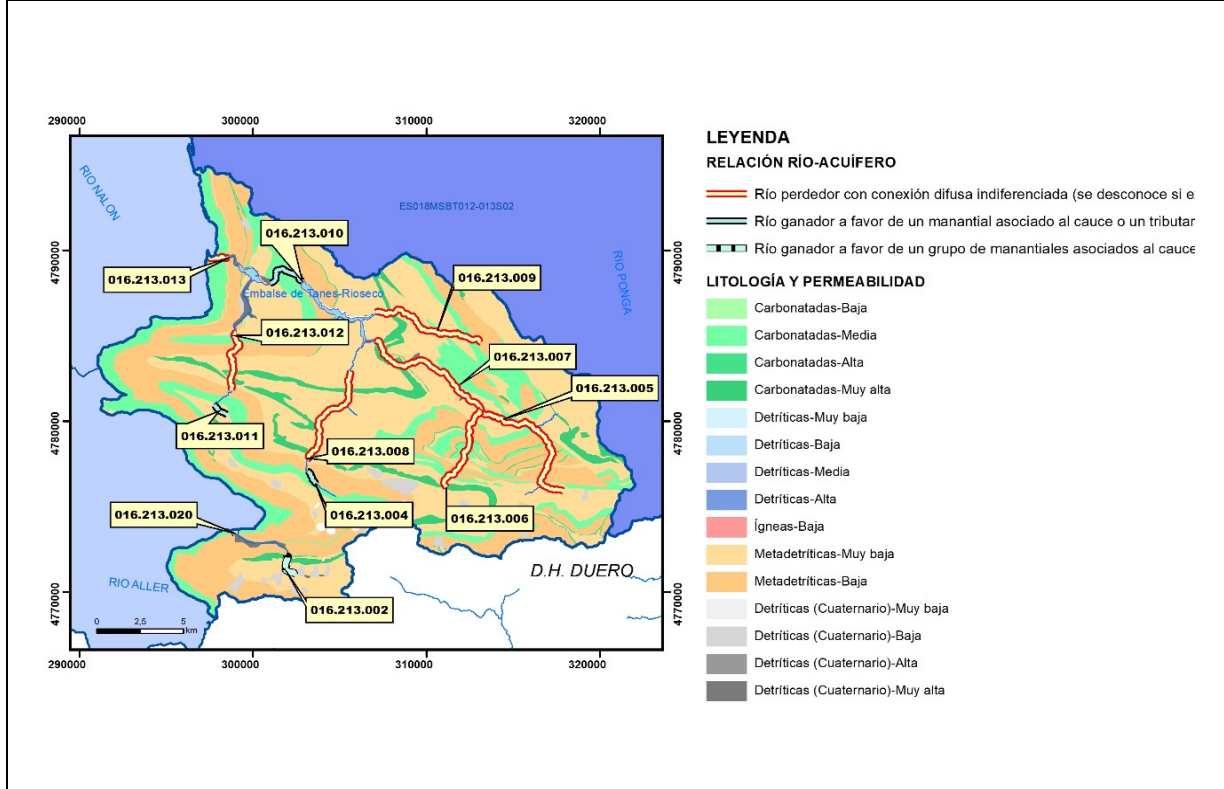 290000
300000
310000
320000
4790000
4780000
4770000
4790000
4780000
4770000
RIO NALON
ES018MSBT012-013S02
RIO PONGA
016.213.010
016.213.013
016.213.009
Embalse de Tanes-Rioseco
016.213.012
016.213.007
016.213.005
016.213.011
016.213.008
016.213.020
016.213.004
016.213.006
RIO ALLER
D.H. DUERO
016.213.002
0 2,5 5
km
290000
300000
310000
320000
LEYENDA
RELACIÓN RÍO-ACUÍFERO
Río perdedor con conexión difusa indiferenciada (se desconoce si e
Río ganador a favor de un manantial asociado al cauce o un tributar
Río ganador a favor de un grupo de manantiales asociados al cauce
LITOLOGÍA Y PERMEABILIDAD
Carbonatadas-Baja
Carbonatadas-Media
Carbonatadas-Alta
Carbonatadas-Muy alta
Detríticas-Muy baja
Detríticas-Baja
Detríticas-Media
Detríticas-Alta
Ígneas-Baja
Metadetríticas-Muy baja
Metadetríticas-Baja
Detríticas (Cuaternario)-Muy baja
Detríticas (Cuaternario)-Baja
Detríticas (Cuaternario)-Alta
Detríticas (Cuaternario)-Muy alta